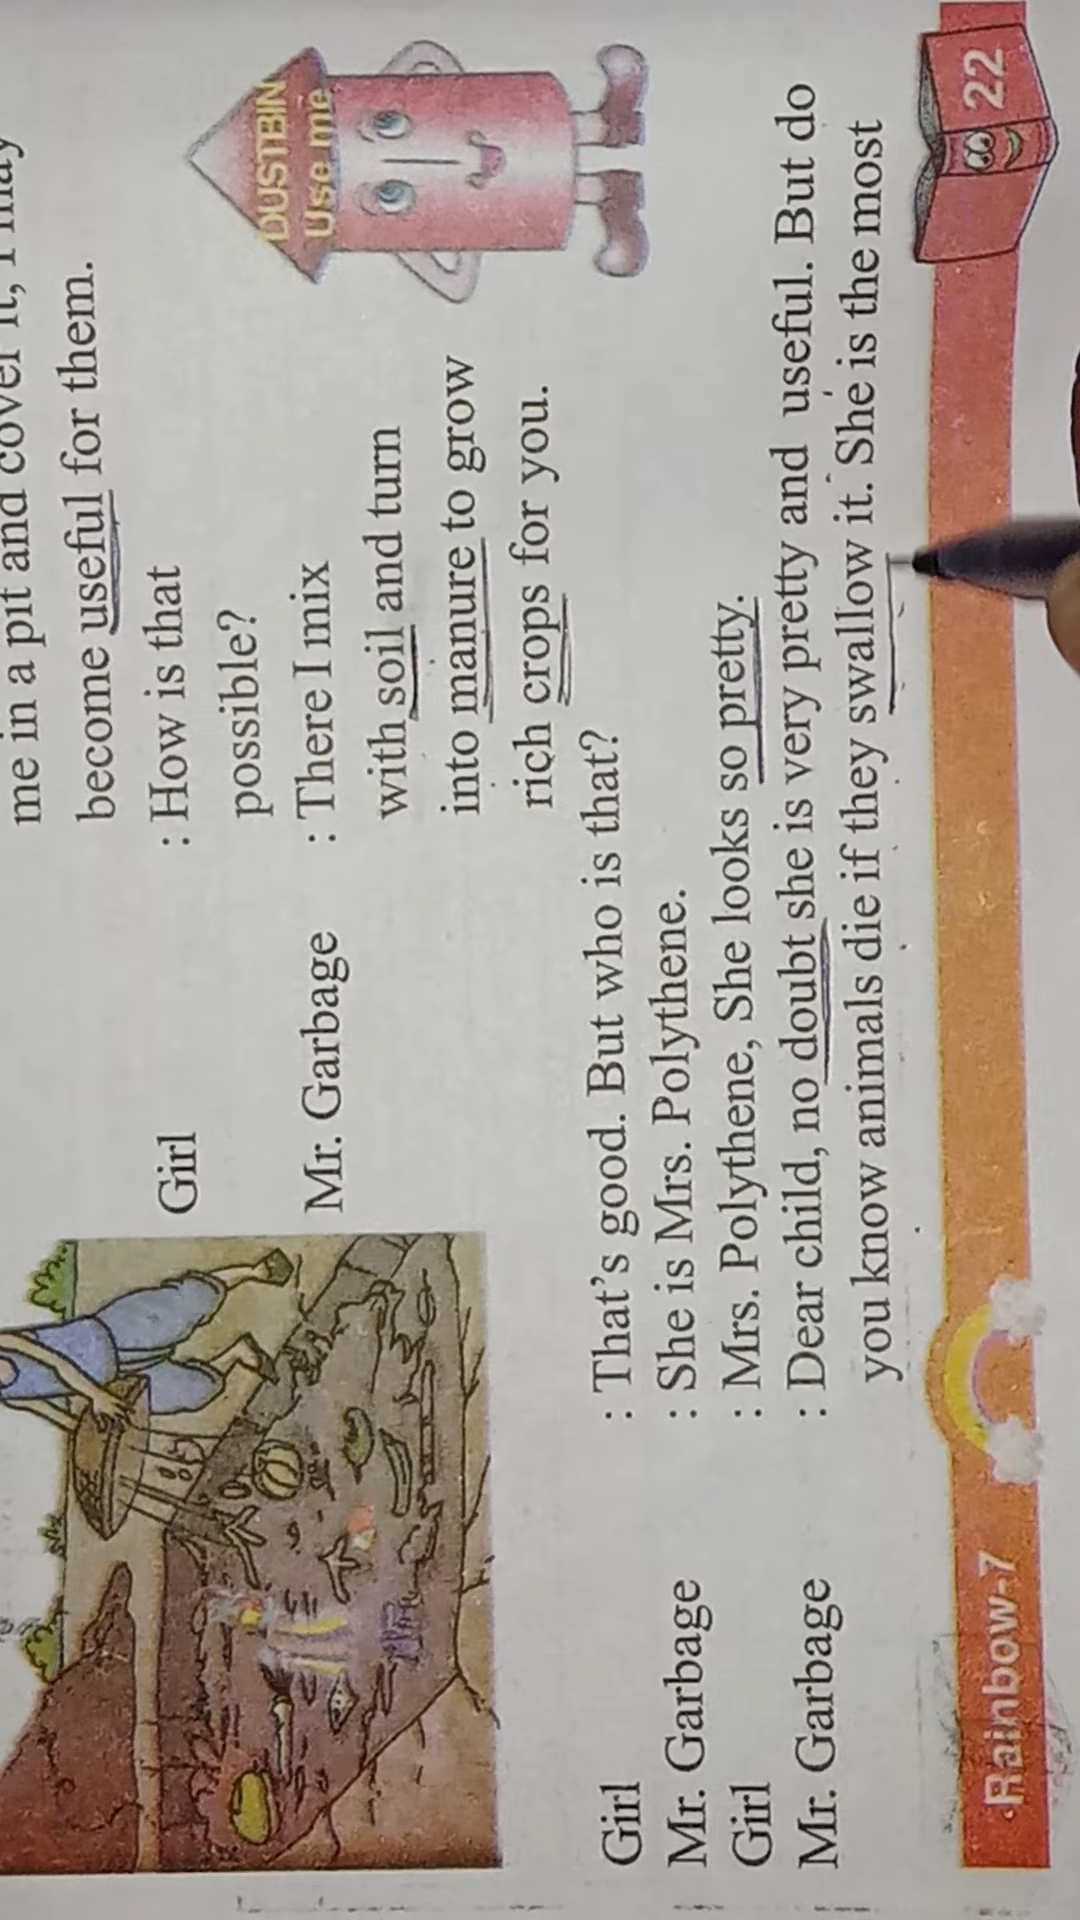 me in a pit and cover it, I may
become useful for them.
Girl : How is that
possible?
Mr. Garbage : There I mix
with soil and turn
into manure to grow
rich crops for you.
DUSTBIN
Use me
Girl : That's good. But who is that?
Mr. Garbage : She is Mrs. Polythene.
Girl : Mrs. Polythene, She looks so pretty.
Mr. Garbage : Dear child, no doubt she is very pretty and useful. But do
you know animals die if they swallow it. She is the most
Rainbow-7
22